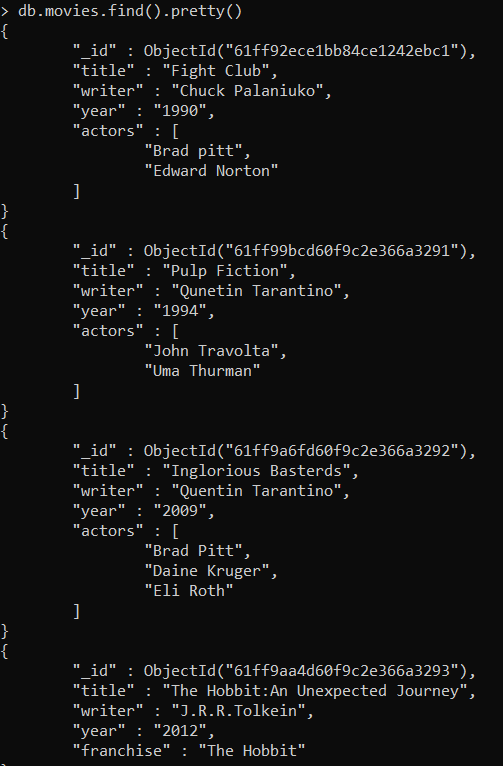 > db.movies.find().pretty()
{
"_id" : ObjectId("61ff92ece1bb84ce1242ebc1"),
"title" : "Fight Club",
"writer" : "Chuck Palaniuko",
"year" : "1990",
"actors" : [
"Brad pitt",
"Edward Norton"
]
}
{
"_id" : ObjectId("61ff99bcd60f9c2e366a3291"),
"title" : "Pulp Fiction",
"writer" : "Qunetin Tarantino",
"year" : "1994",
"actors" : [
"John Travolta",
"Uma Thurman"
]
}
{
"_id" : ObjectId("61ff9a6fd60f9c2e366a3292"),
"title" : "Inglorious Basterds",
"writer" : "Quentin Tarantino",
"year" : "2009",
"actors" : [
"Brad Pitt",
"Daine Kruger",
"Eli Roth"
]
}
{
"_id" : ObjectId("61ff9aa4d60f9c2e366a3293"),
"title" : "The Hobbit:An Unexpected Journey",
"writer" : "J.R.R.Tolkein",
"year" : "2012",
"franchise" : "The Hobbit"